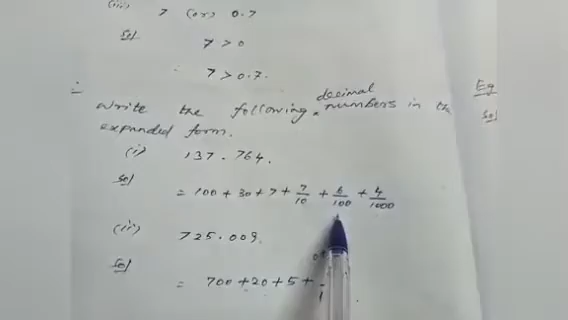 (iii) 7 (or) 0.7
Sol
7 > 0
7 > 0.7.
Write the following decimal numbers in the
expanded form.
(i) 137.764.
Sol
= 100 + 30 + 7 + 7/10 + 6/100 + 4/1000
(ii) 725.009.
Sol
= 700 + 20 + 5 +
Eg
Sol